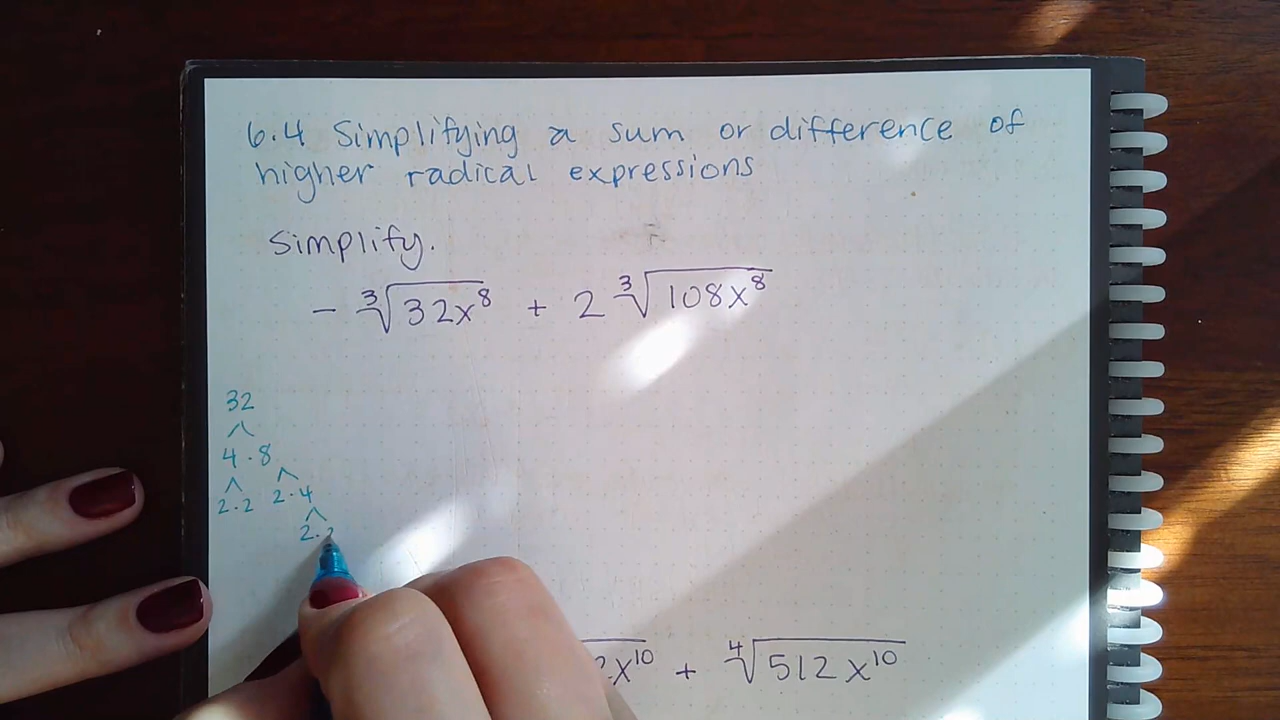 6.4 Simplifying a sum or difference of
higher radical expressions
Simplify.
- ∛32x⁸ + 2 ∛108x⁸
32
4 · 8
2 · 2 2 · 4
2 ·
x¹⁰ + ∜512x¹⁰